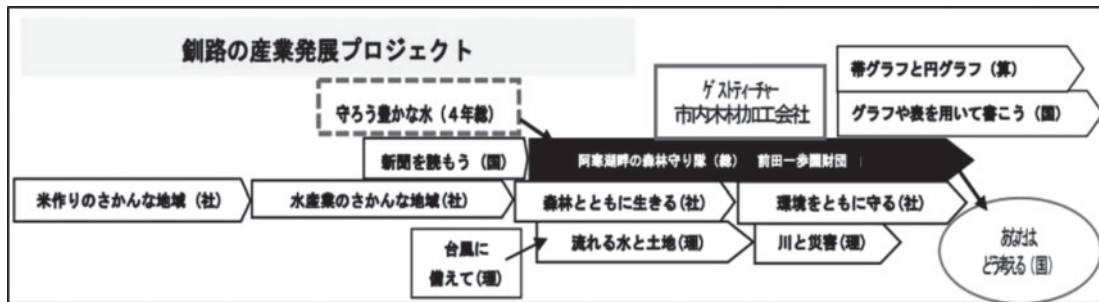 釧路の産業発展プロジェクト
帯グラフと円グラフ（算）
ゲストティーチャー
市内木材加工会社
守ろう豊かな水（４年総）
グラフや表を用いて書こう（国）
新聞を読もう（国）
阿寒湖畔の森林守り隊（総） 前田一歩園財団
米作りのさかんな地域（社）
水産業のさかんな地域（社）
森林とともに生きる（社）
環境をともに守る（社）
台風に
備えて（理）
流れる水と土地（理）
川と災害（理）
あなたは
どう考える（国）